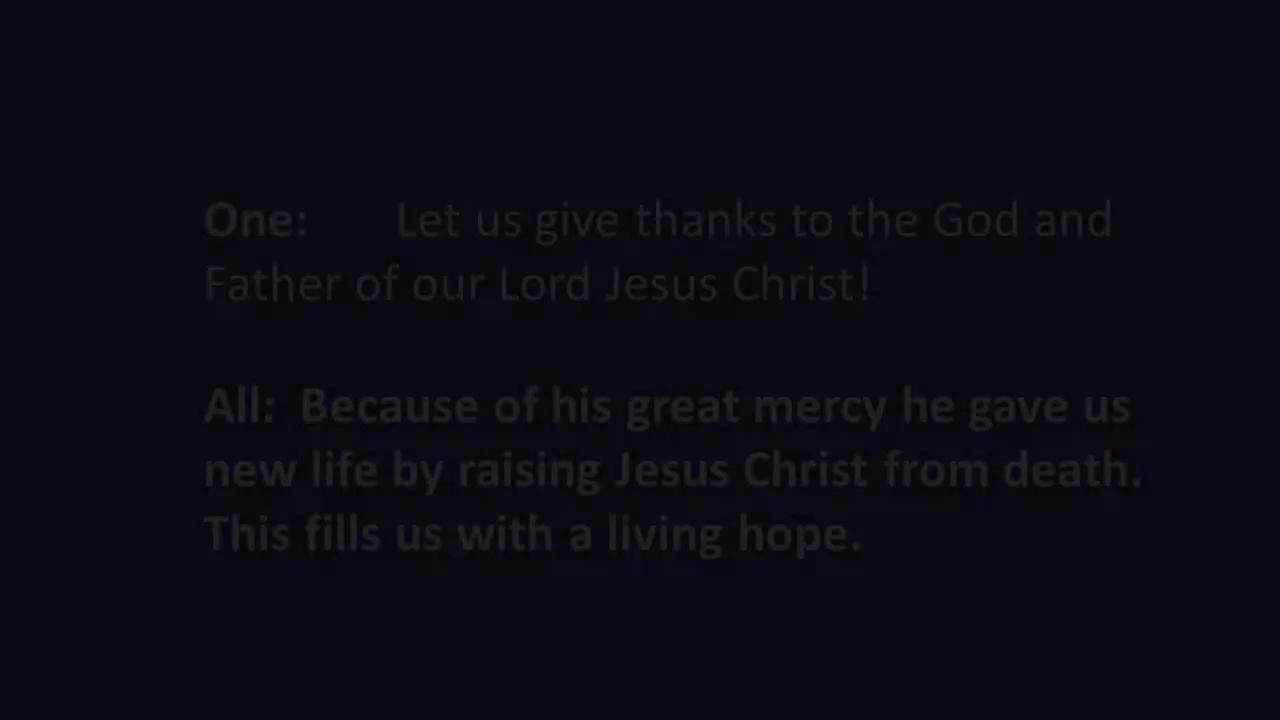 One: Let us give thanks to the God and
Father of our Lord Jesus Christ!
All: Because of his great mercy he gave us
new life by raising Jesus Christ from death.
This fills us with a living hope.